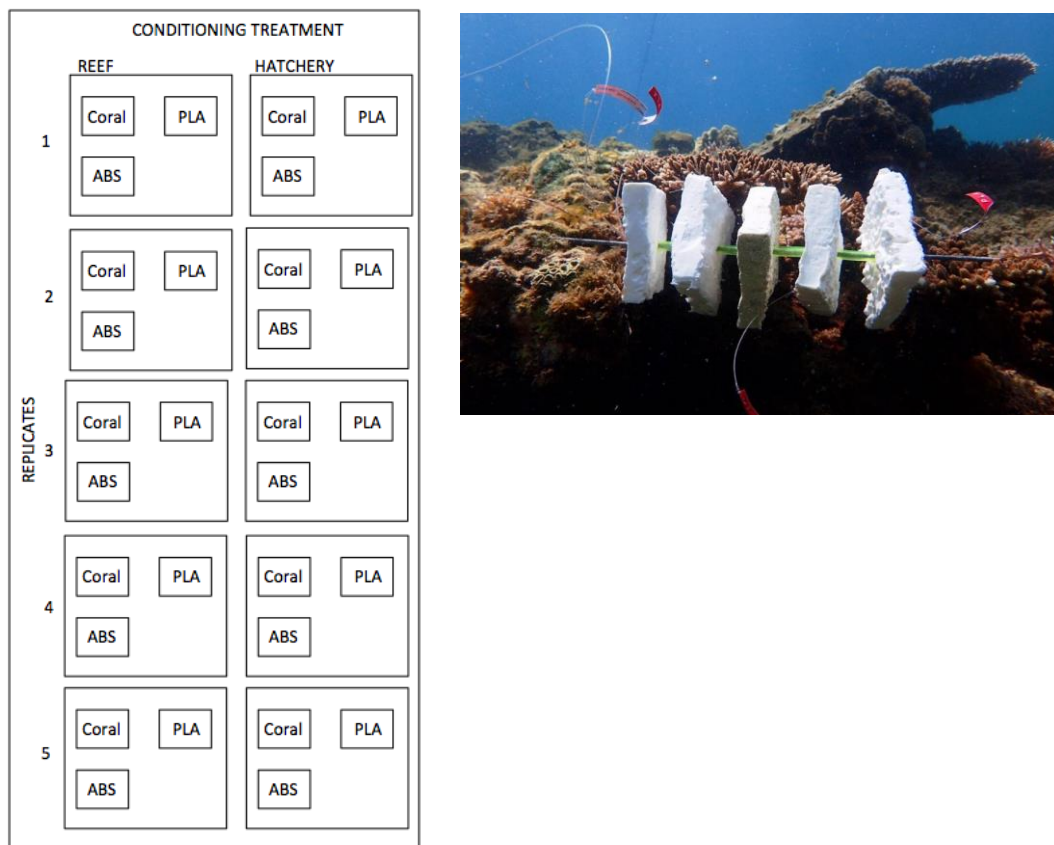 CONDITIONING TREATMENT
REEF HATCHERY
REPLICATES
1
Coral PLA Coral PLA
ABS ABS
2
Coral PLA Coral PLA
ABS ABS
3
Coral PLA Coral PLA
ABS ABS
4
Coral PLA Coral PLA
ABS ABS
5
Coral PLA Coral PLA
ABS ABS